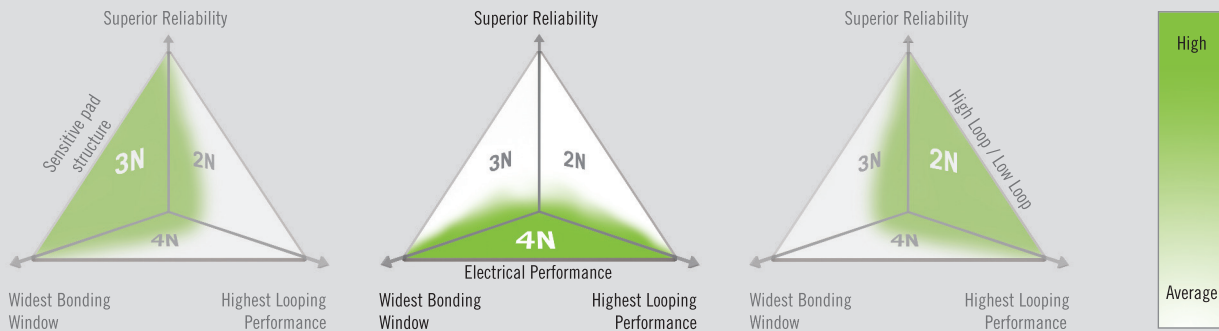 Superior Reliability
Sensitive pad
structure
3N
2N
4N
Widest Bonding
Window
Highest Looping
Performance
Superior Reliability
3N
2N
4N
Electrical Performance
Widest Bonding
Window
Highest Looping
Performance
Superior Reliability
High Loop / Low Loop
3N
2N
4N
Widest Bonding
Window
Highest Looping
Performance
High
Average